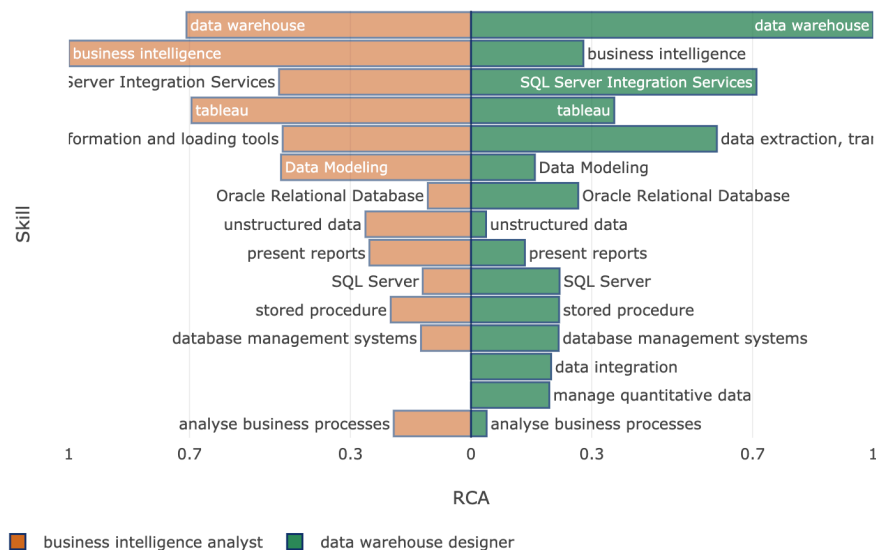 data warehouse data warehouse
business intelligence business intelligence
Server Integration Services SQL Server Integration Services
tableau tableau
formation and loading tools data extraction, tra
Data Modeling Data Modeling
Oracle Relational Database Oracle Relational Database
unstructured data unstructured data
present reports present reports
SQL Server SQL Server
stored procedure stored procedure
database management systems database management systems
data integration
manage quantitative data
analyse business processes analyse business processes
1 0.7 0.3 0 0.3 0.7 1
Skill
RCA
business intelligence analyst data warehouse designer